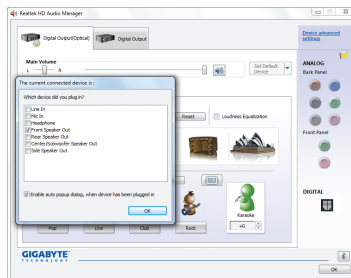 Realtek HD Audio Manager
Digital Output(Optical)
Digital Output
Device advanced
settings
Main Volume
L
R
Set Default
Device
ANALOG
Back Panel
The current connected device is :
Which device did you plug in?
Line In
Mic In
Headphone
Front Speaker Out
Rear Speaker Out
Center/Subwoofer Speaker Out
Side Speaker Out
Enable auto popup dialog, when device has been plugged in
OK
Reset
Loudness Equalization
Front Panel
DIGITAL
Karaoke
+0
Pop
Live
Club
Rock
GIGABYTE
TECHNOLOGY
OK